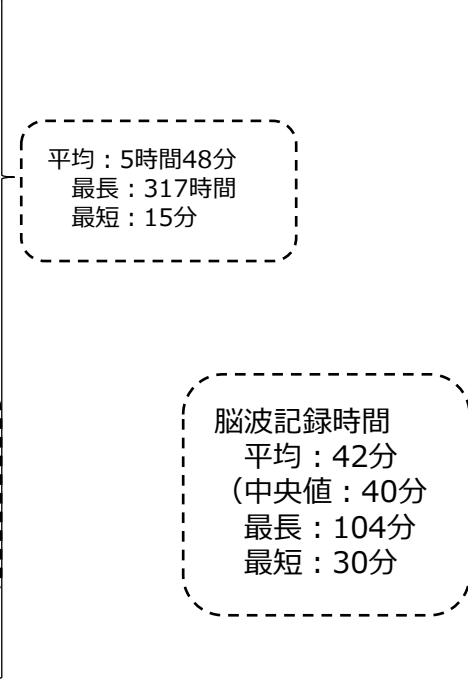 平均：5時間48分
最長：317時間
最短：15分
脳波記録時間
平均：42分
（中央値：40分
最長：104分
最短：30分